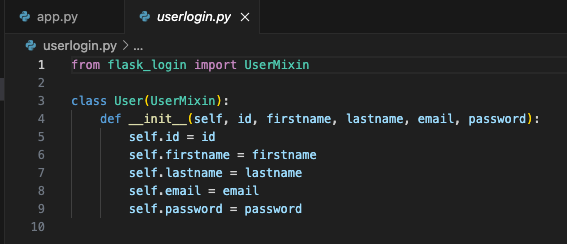 app.py userlogin.py ×
userlogin.py > ...
1 from flask_login import UserMixin
2
3 class User(UserMixin):
4     def __init__(self, id, firstname, lastname, email, password):
5         self.id = id
6         self.firstname = firstname
7         self.lastname = lastname
8         self.email = email
9         self.password = password
10